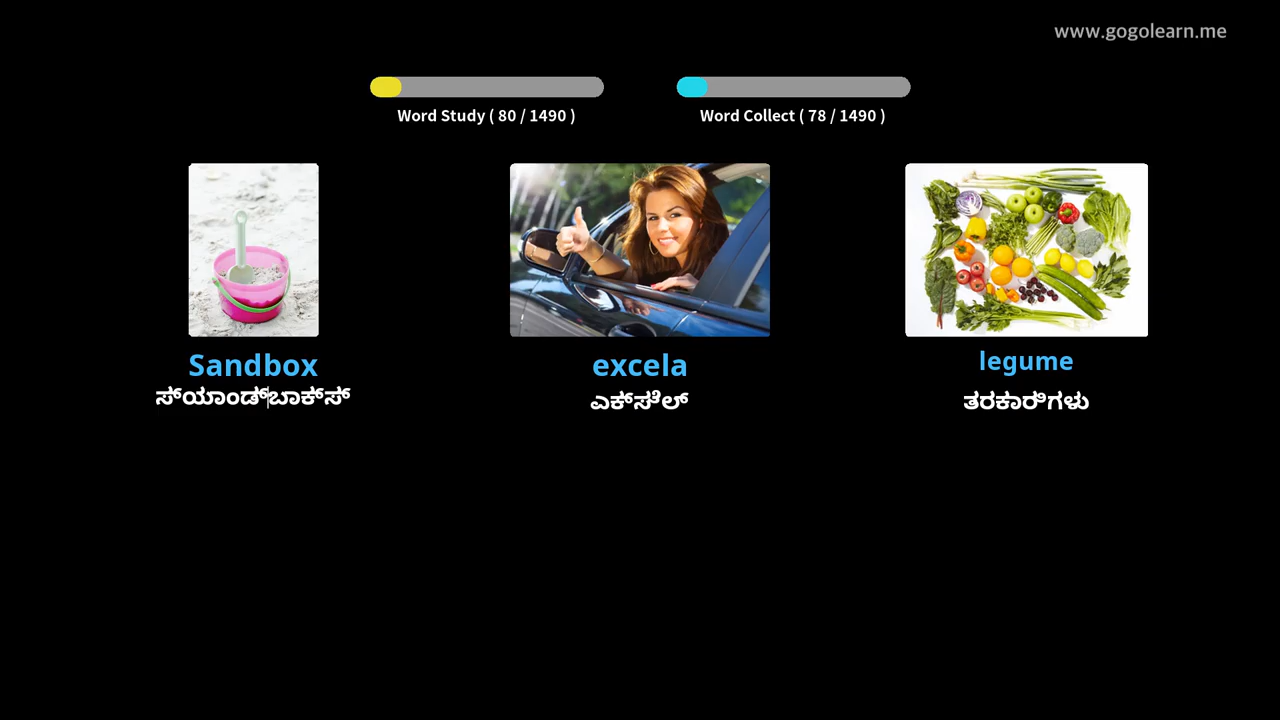 www.gogolearn.me
Word Study ( 80 / 1490 )
Word Collect ( 78 / 1490 )
Sandbox
ಸ್‌ಯಾಂಡ್‌ಬಾಕ್‌ಸ್
excela
ಎಕ್‌ಸೆಲ್
legume
ತರಕಾರಿಗಳು